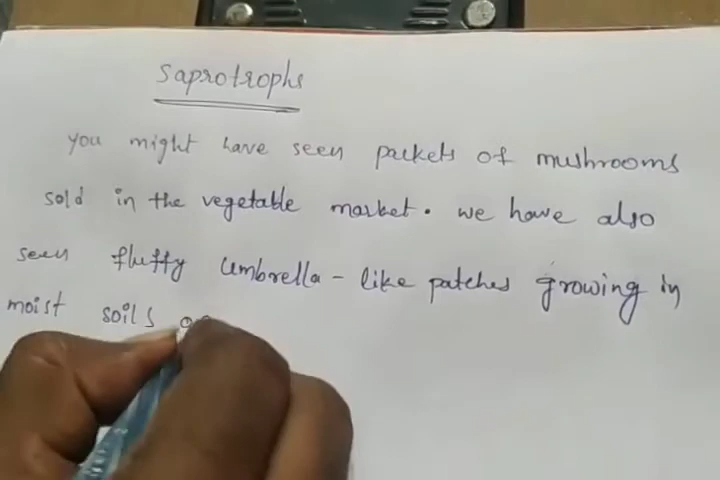 Saprotrophs
you might have seen packets of mushrooms
sold in the vegetable market. we have also
seen fluffy umbrella - like patches growing in
moist soils